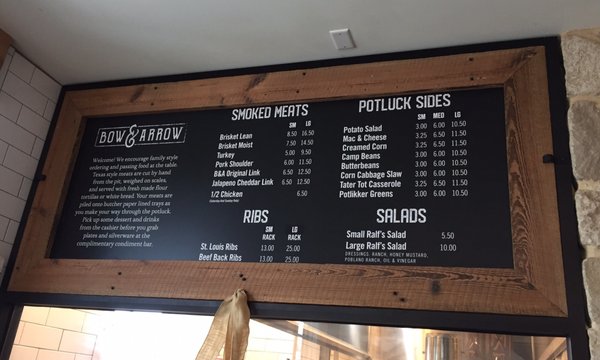 BOW & ARROW
Welcome! We encourage family style
ordering and passing food at the table.
Texas style meats are cut by hand
from the pit, weighed on scales,
and served with fresh made flour
tortillas or white bread. Your meats are
piled onto butcher paper lined trays as
you make your way through the potluck.
Pick up some dessert and drinks
from the cashier before you grab
plates and silverware at the
complimentary condiment bar.
SMOKED MEATS
SM LG
Brisket Lean 8.50 16.50
Brisket Moist 7.50 14.50
Turkey 5.00 9.50
Pork Shoulder 6.00 11.50
B&A Original Link 6.50 12.50
Jalapeno Cheddar Link 6.50 12.50
1/2 Chicken 6.50
(Saturday And Sunday Only)
RIBS
SM RACK LG RACK
St. Louis Ribs 13.00 25.00
Beef Back Ribs 13.00 25.00
POTLUCK SIDES
SM MED LG
Potato Salad 3.00 6.00 10.50
Mac & Cheese 3.25 6.50 11.50
Creamed Corn 3.25 6.50 11.50
Camp Beans 3.00 6.00 10.50
Butterbeans 3.00 6.00 10.50
Corn Cabbage Slaw 3.00 6.00 10.50
Tater Tot Casserole 3.25 6.50 11.50
Potlikker Greens 3.00 6.00 10.50
SALADS
Small Ralf's Salad 5.50
Large Ralf's Salad 10.00
DRESSINGS: RANCH, HONEY MUSTARD,
POBLANO RANCH, OIL & VINEGAR